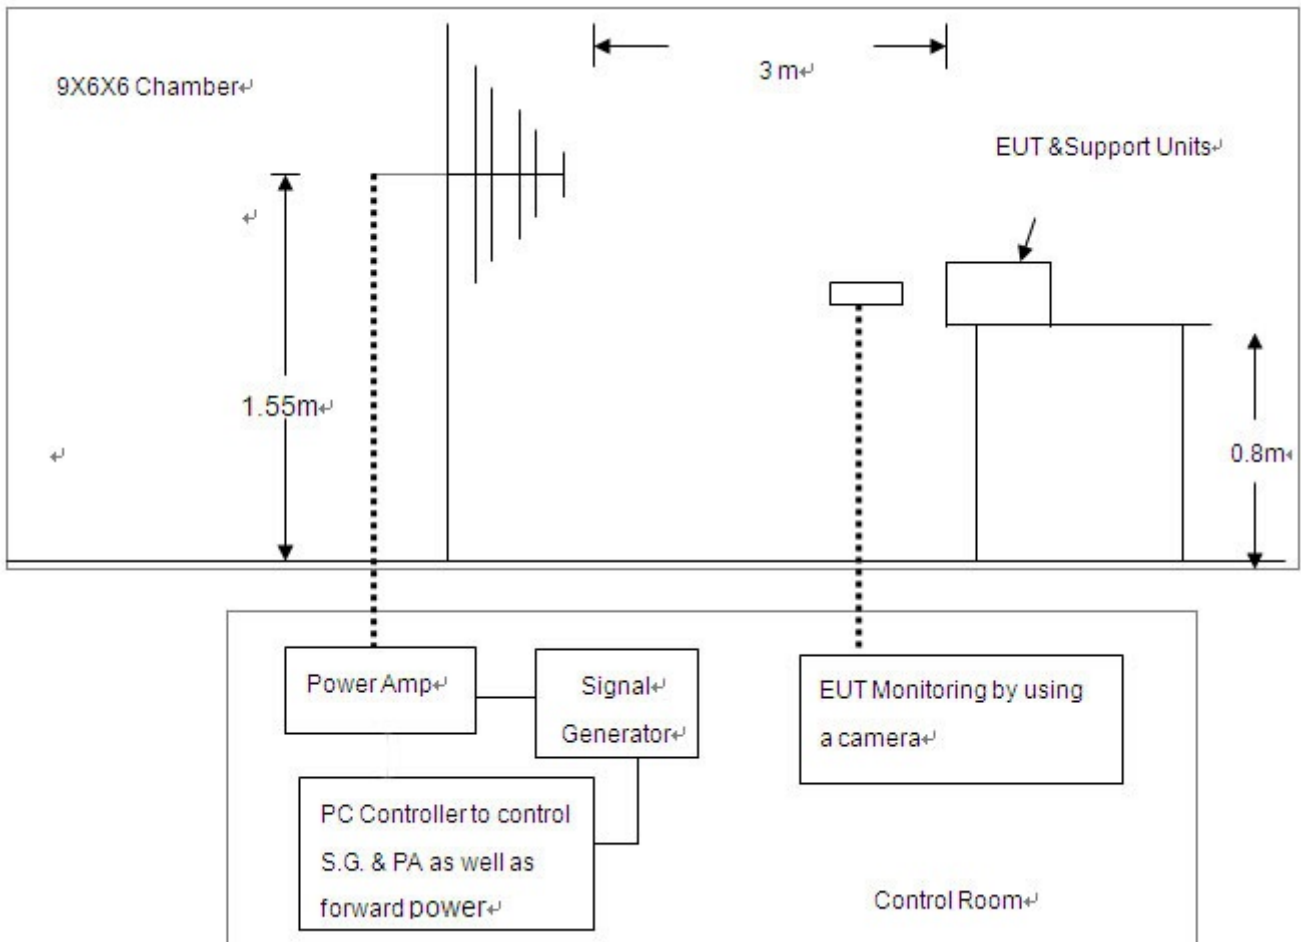 3 m
9X6X6 Chamber
EUT &Support Units
1.55m
0.8m
Power Amp
Signal
Generator
EUT Monitoring by using
a camera
PC Controller to control
S.G. & PA as well as
forward power
Control Room